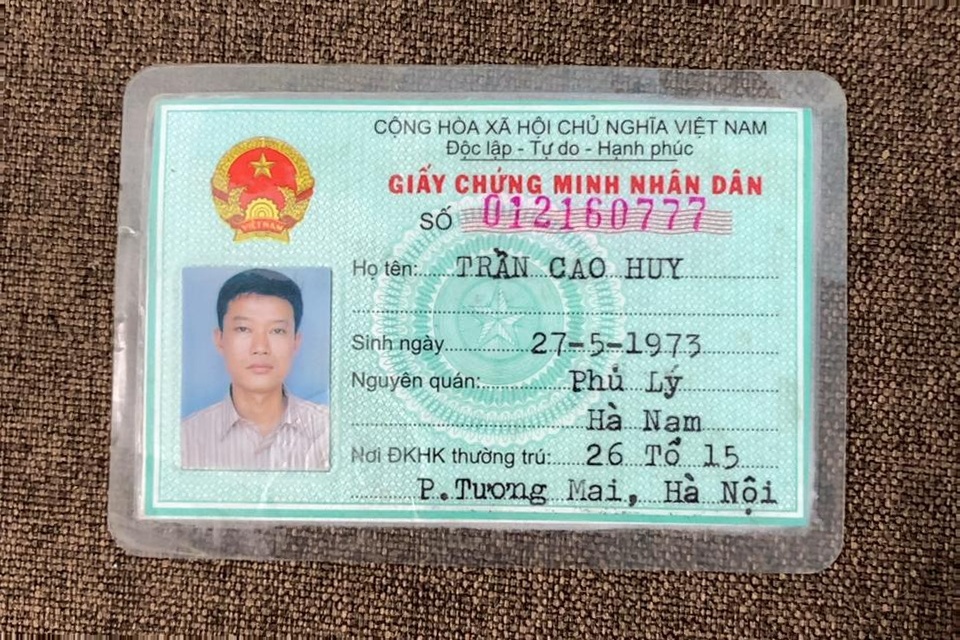 CỘNG HÒA XÃ HỘI CHỦ NGHĨA VIỆT NAM
Độc lập - Tự do - Hạnh phúc
GIẤY CHỨNG MINH NHÂN DÂN
SỐ 012160777
VIỆT NAM
Họ tên: TRẦN CAO HUY
Sinh ngày 27-5-1973
Nguyên quán: Phủ Lý
Hà Nam
Nơi ĐKHK thường trú: 26 Tổ 15
P.Tương Mai, Hà Nội